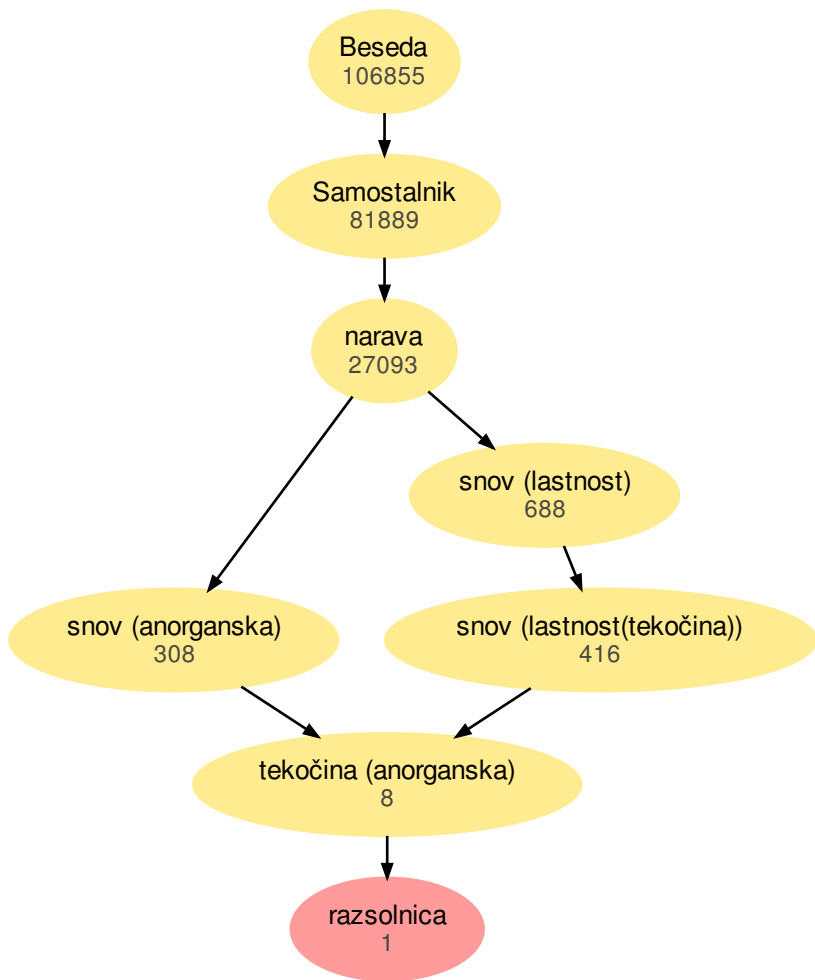 Beseda
106855
Samostalnik
81889
narava
27093
snov (lastnost)
688
snov (anorganska)
308
snov (lastnost(tekočina))
416
tekočina (anorganska)
8
razsolnica
1